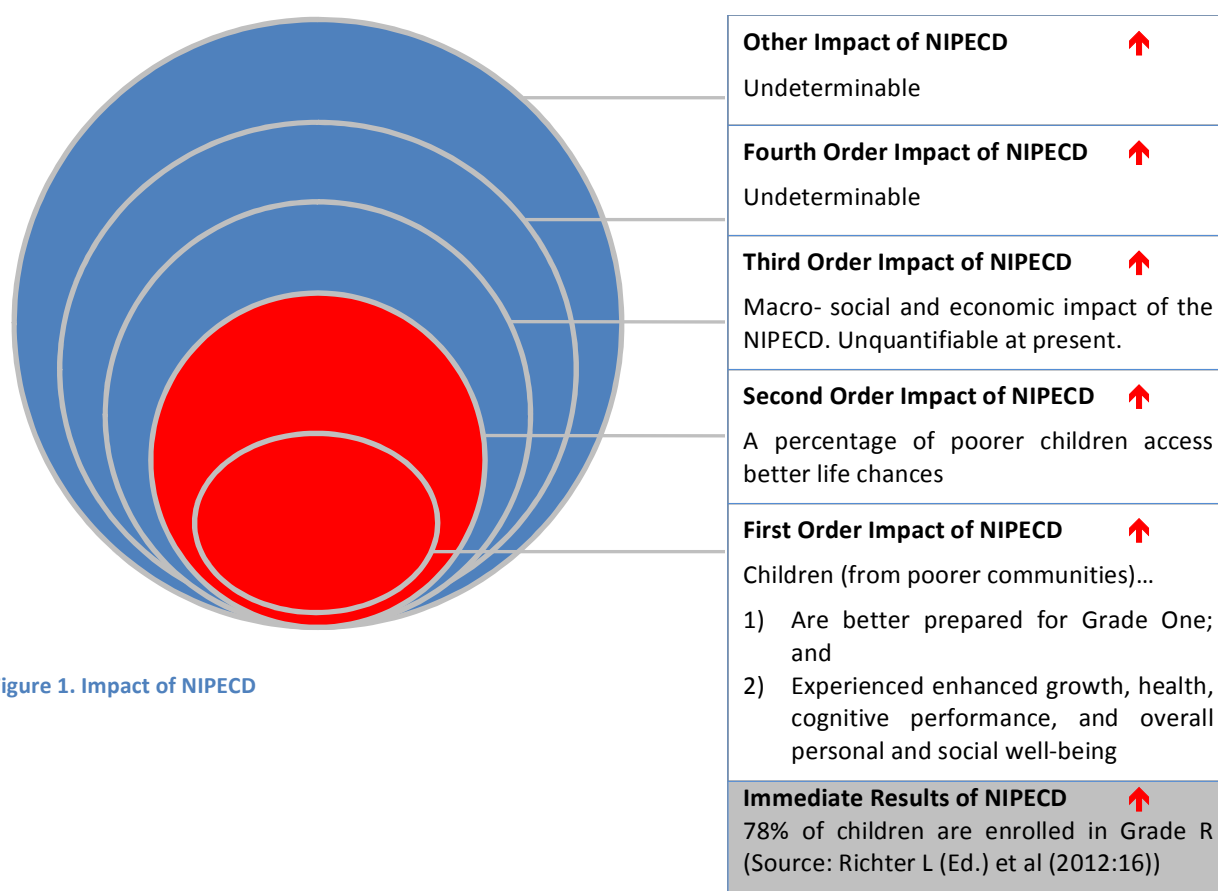 Other Impact of NIPECD
Undeterminable
Fourth Order Impact of NIPECD
Undeterminable
Third Order Impact of NIPECD
Macro- social and economic impact of the
NIPECD. Unquantifiable at present.
Second Order Impact of NIPECD
A percentage of poorer children access
better life chances
First Order Impact of NIPECD
Children (from poorer communities)…
1) Are better prepared for Grade One;
and
2) Experienced enhanced growth, health,
cognitive performance, and overall
personal and social well-being
Immediate Results of NIPECD
78% of children are enrolled in Grade R
(Source: Richter L (Ed.) et al (2012:16))
igure 1. Impact of NIPECD